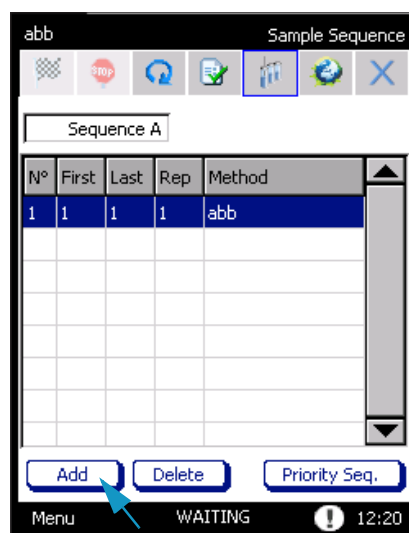 abb Sample Sequence
STOP
Sequence A
N° First Last Rep Method
1 1 1 1 abb
Add Delete Priority Seq.
Menu WAITING ! 12:20